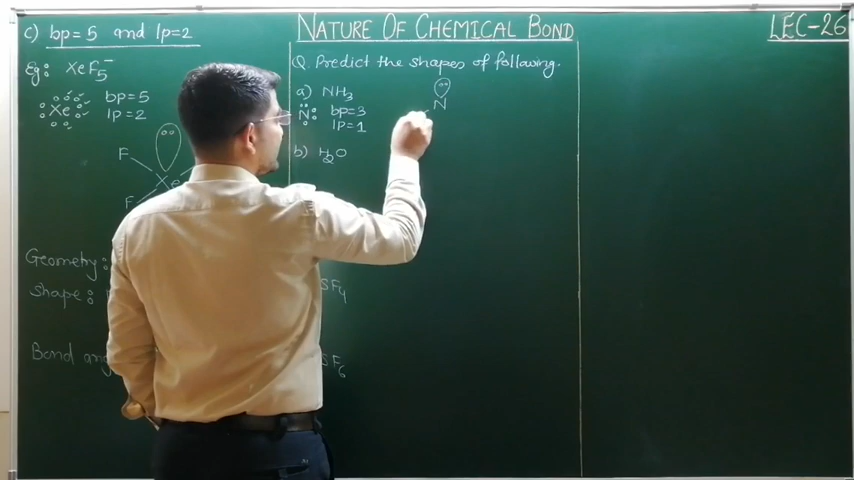 NATURE OF CHEMICAL BOND
LEC-26
c) bp=5 and lp=2
Eg: XeF5⁻
Xe
bp=5
lp=2
F
Xe
F
Geometry:
Shape:
Bond
Q. Predict the shapes of following.
a) NH3
N
bp=3
lp=1
N
b) H2O
SF4
SF6